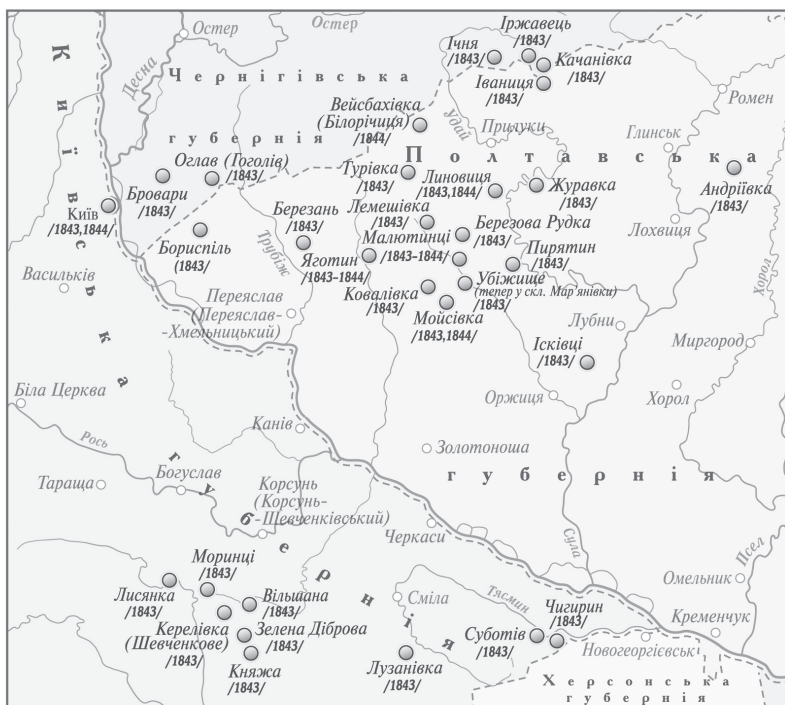 Остер
Остер
Десна
Чернігівська
губернія
Київська
губернія
Ічня
/1843/
Іржавець
/1843/
Качанівка
/1843/
Іваниця
/1843/
Ромен
Вейсбахівка
(Білорічиця)
/1844/
Удай
Прилуки
Глинськ
Полтавська
губернія
Оглав (Гоголів)
/1843/
Бровари
/1843/
Турівка
/1843/
Линовиця
/1843,1844/
Журавка
/1843/
Андріївка
/1843/
Київ
/1843,1844/
Бориспіль
(1843/
Березань
/1843/
Трубіж
Лемешівка
/1843/
Березова Рудка
/1843/
Лохвиця
Яготин
/1843-1844/
Малютинці
/1843-1844/
Пирятин
/1843/
Васильків
Ковалівка
/1843/
Убіжище
(тепер у скл. Мар'янівки)
/1843/
Хорол
Переяслав
(Переяслав-
-Хмельницький)
Мойсівка
/1843,1844/
Лубни
Ісківці
/1843/
Миргород
Біла Церква
Оржиця
Хорол
Рось
Канів
Золотоноша
Тараща
Богуслав
Корсунь
(Корсунь-
-Шевченківський)
Черкаси
Сула
Псел
Моринці
/1843/
Лисянка
/1843/
Вільшана
/1843/
Сміла
Тясмин
Омельник
Керелівка
(Шевченкове)
/1843/
Зелена Діброва
/1843/
Суботів
/1843/
Чигирин
/1843/
Кременчук
Новогеоргієвськ
Княжа
/1843/
Лузанівка
/1843/
Херсонська
губернія